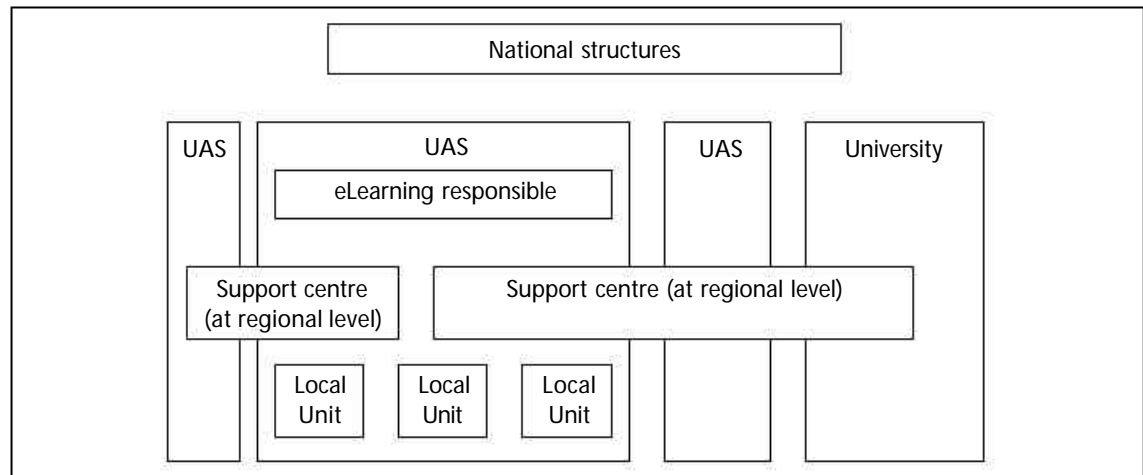 National structures
UAS
UAS
UAS
University
eLearning responsible
Support centre
(at regional level)
Support centre (at regional level)
Local
Unit
Local
Unit
Local
Unit